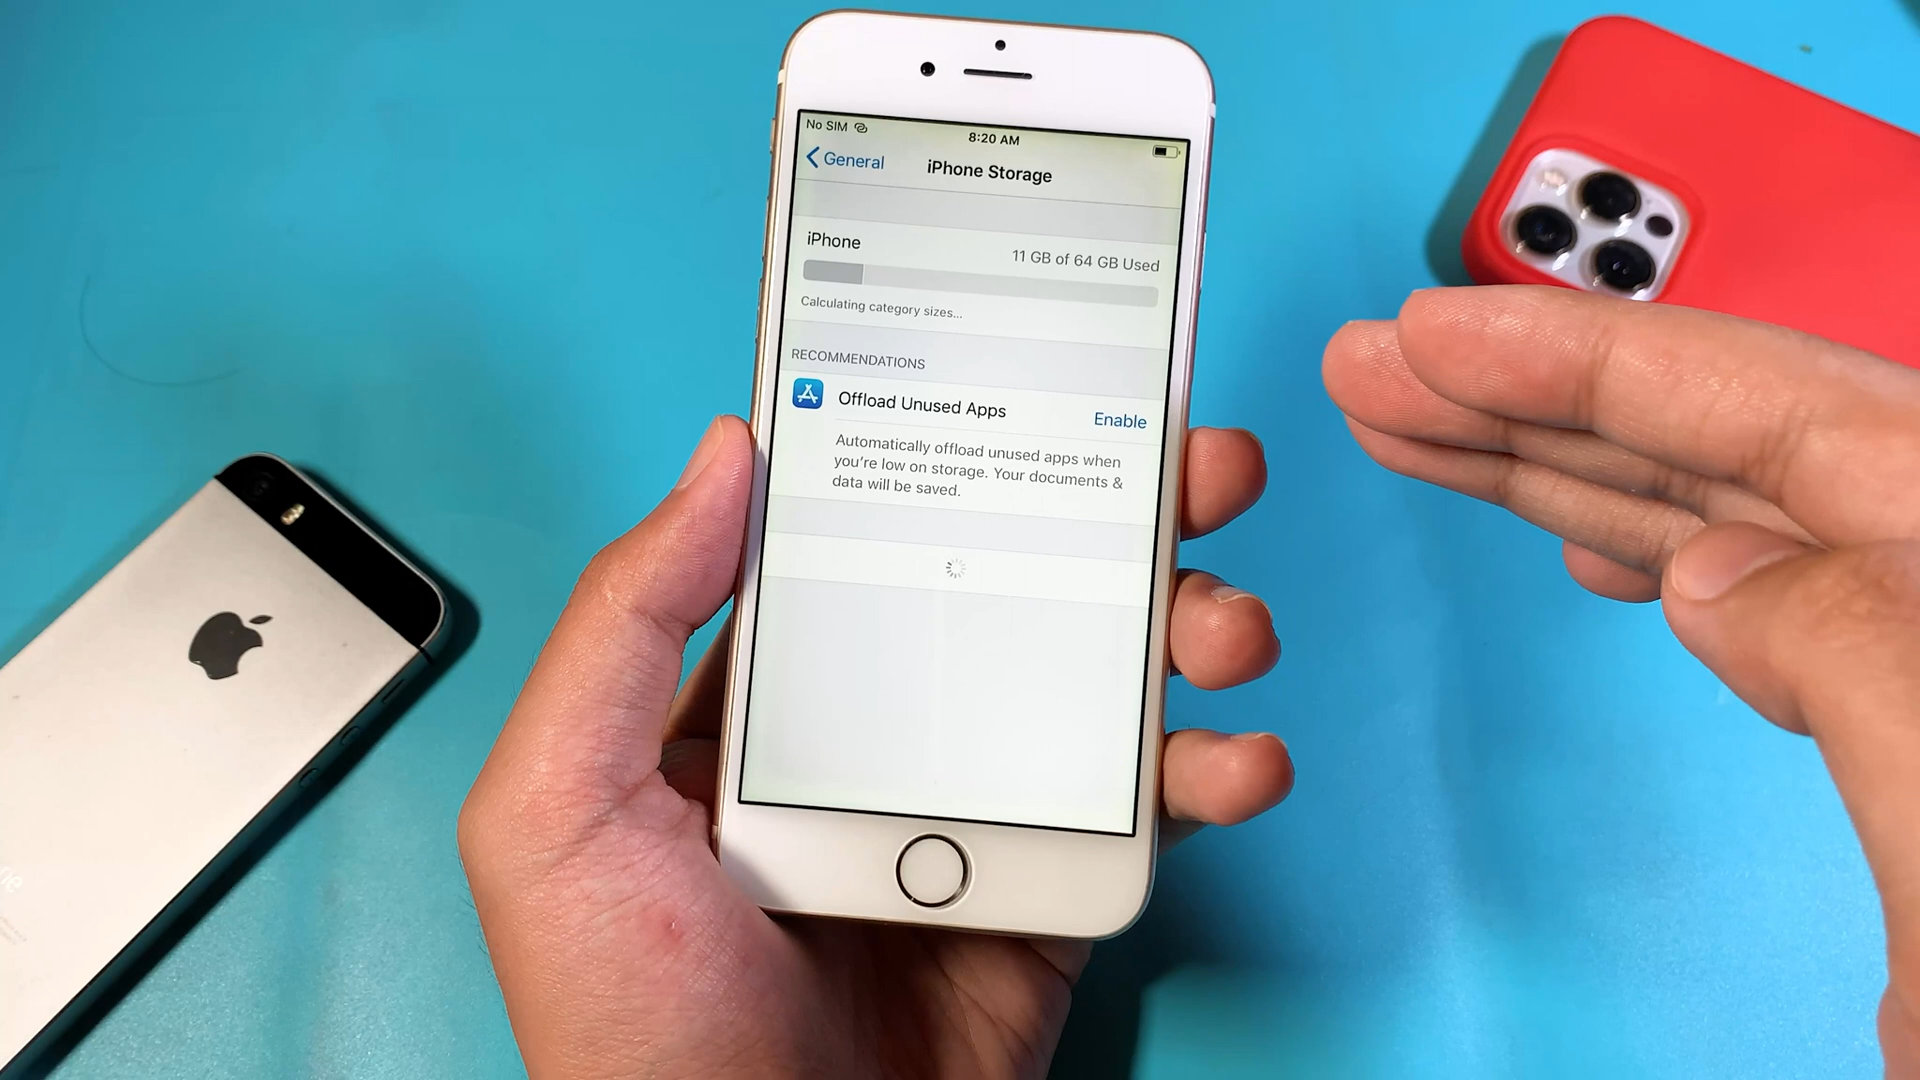 No SIM
8:20 AM
General
iPhone Storage
iPhone
11 GB of 64 GB Used
Calculating category sizes...
RECOMMENDATIONS
Offload Unused Apps
Enable
Automatically offload unused apps when
you're low on storage. Your documents &
data will be saved.